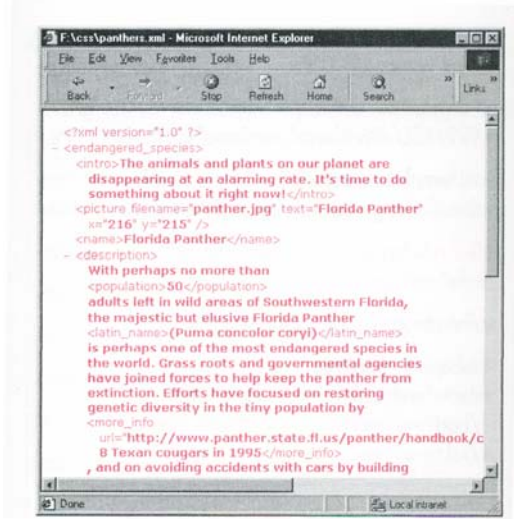 F:\css\panthers.xml - Microsoft Internet Explorer
File Edit View Favorites Tools Help
Back Forward Stop Refresh Home Search » Links »
<?xml version="1.0" ?>
- <endangered_species>
<intro>The animals and plants on our planet are
disappearing at an alarming rate. It's time to do
something about it right now!</intro>
<picture filename="panther.jpg" text="Florida Panther"
x="216" y="215" />
<name>Florida Panther</name>
- <description>
With perhaps no more than
<population>50</population>
adults left in wild areas of Southwestern Florida,
the majestic but elusive Florida Panther
<latin_name>(Puma concolor coryi)</latin_name>
is perhaps one of the most endangered species in
the world. Grass roots and governmental agencies
have joined forces to help keep the panther from
extinction. Efforts have focused on restoring
genetic diversity in the tiny population by
<more_info
url="http://www.panther.state.fl.us/panther/handbook/c
8 Texan cougars in 1995</more_info>
, and on avoiding accidents with cars by building
Done Local intranet